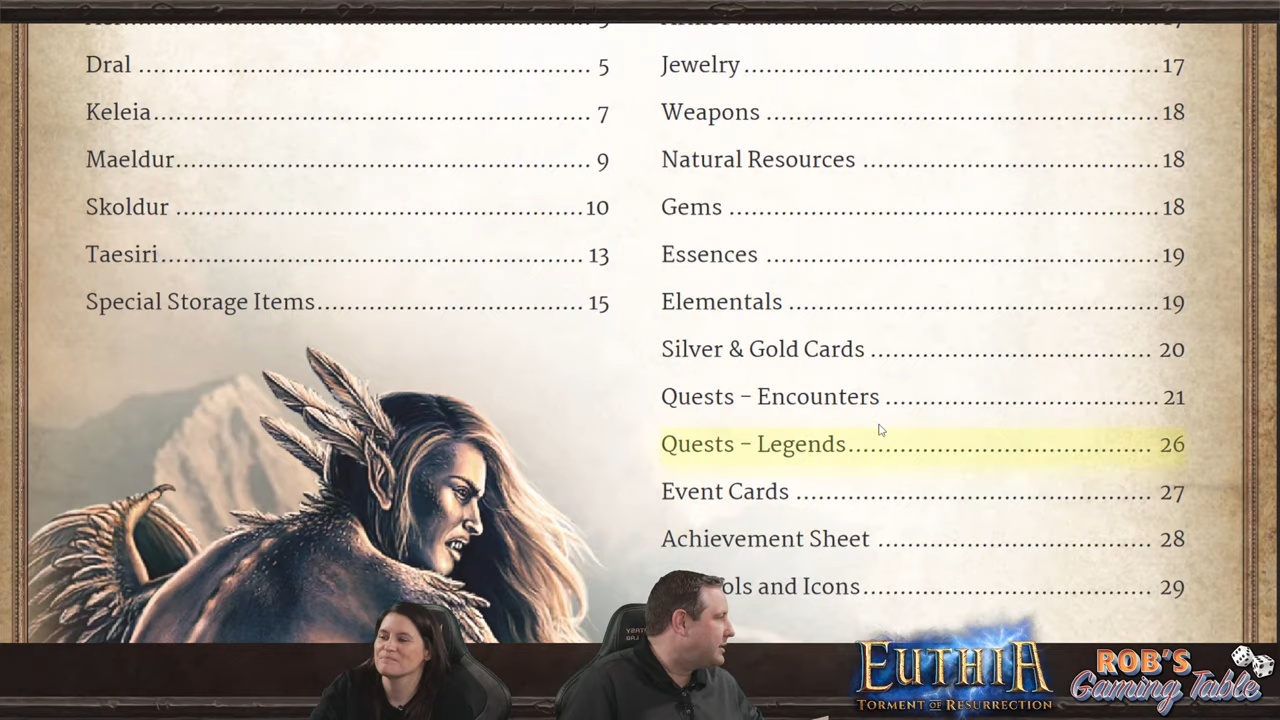 Dral ... 5
Keleia ... 7
Maeldur ... 9
Skoldur ... 10
Taesiri ... 13
Special Storage Items ... 15
Jewelry ... 17
Weapons ... 18
Natural Resources ... 18
Gems ... 18
Essences ... 19
Elementals ... 19
Silver & Gold Cards ... 20
Quests – Encounters ... 21
Quests – Legends ... 26
Event Cards ... 27
Achievement Sheet ... 28
ols and Icons ... 29
EUTHIA
TORMENT OF RESURRECTION
ROB'S
Gaming Table